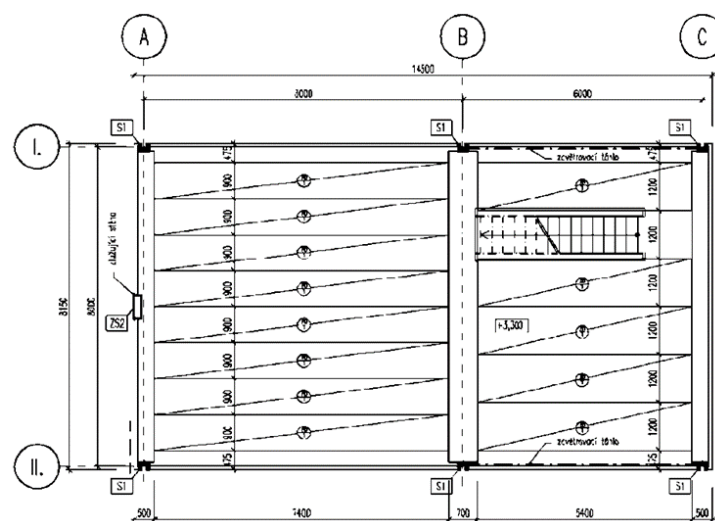 A B C
14500
8000 6000
I.
S1 S1 S1
zavětrovací táhlo
475 475
900 1200
900 1200
900
900 1200
900 1200
900 1200
900 1200
900
475 475
ztužující stěna
ZS2
8150
8000
+3,300
zavětrovací táhlo
II.
S1 S1 S1
500 7400 700 5400 500